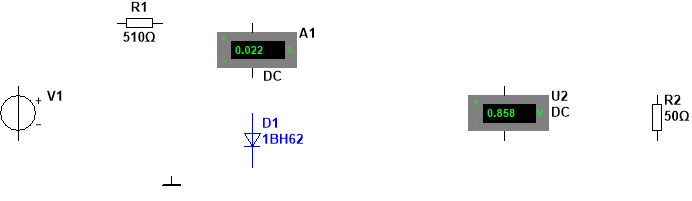 R1
510Ω
A1
0.022 A
DC
V1
+
−
D1
1BH62
U2
0.858 V
DC
R2
50Ω